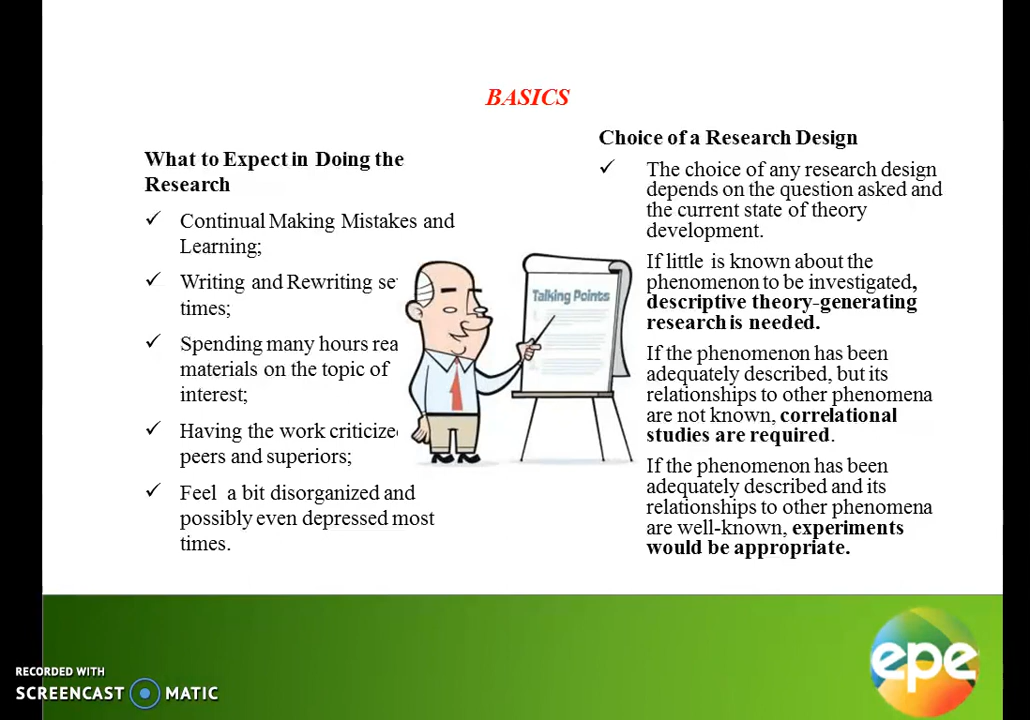 BASICS
What to Expect in Doing the
Research
✓ Continual Making Mistakes and
Learning;
✓ Writing and Rewriting
times;
✓ Spending many hours
materials on the topic of
interest;
✓ Having the work
peers and superiors;
✓ Feel a bit disorganized and
possibly even depressed most
times.
Talking Points
Choice of a Research Design
✓ The choice of any research design
depends on the question asked and
the current state of theory
development.
If little is known about the
phenomenon to be investigated,
descriptive theory-generating
research is needed.
If the phenomenon has been
adequately described, but its
relationships to other phenomena
are not known, correlational
studies are required.
If the phenomenon has been
adequately described and its
relationships to other phenomena
are well-known, experiments
would be appropriate.
RECORDED WITH
SCREENCAST MATIC
epe